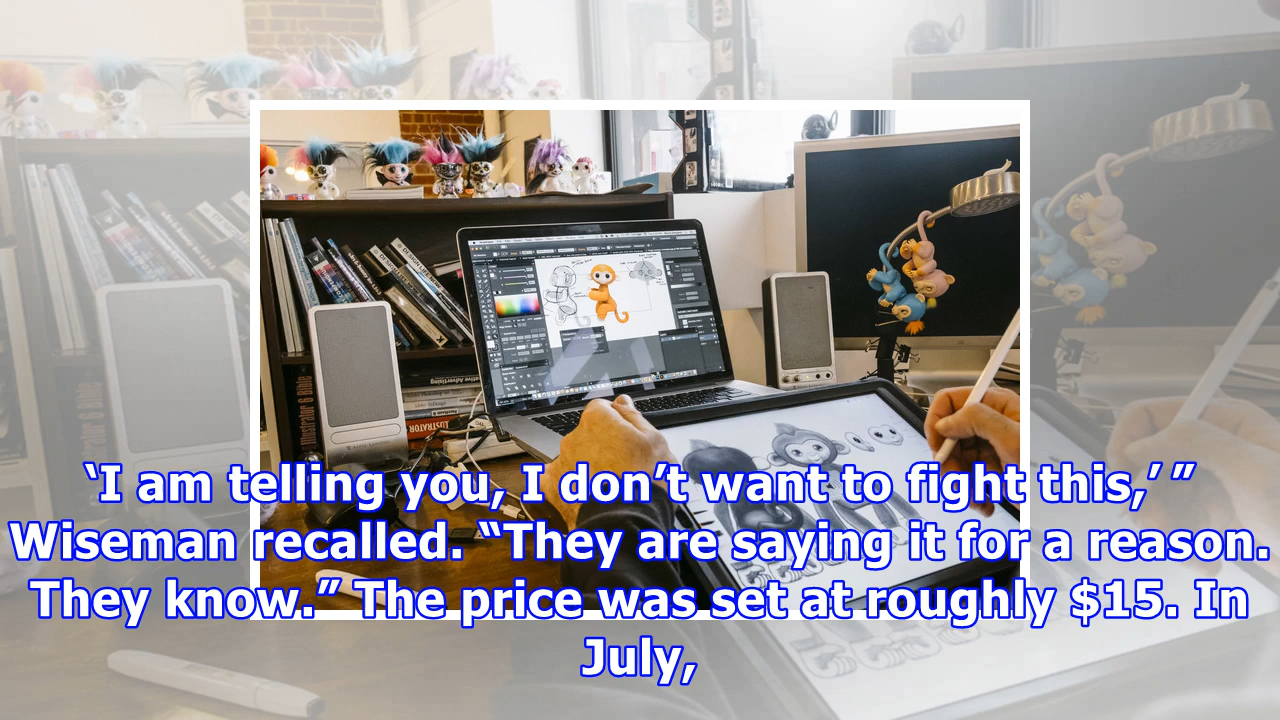 ‘I am telling you, I don’t want to fight this,’ ”
Wiseman recalled. “They are saying it for a reason.
They know.” The price was set at roughly $15. In
July,